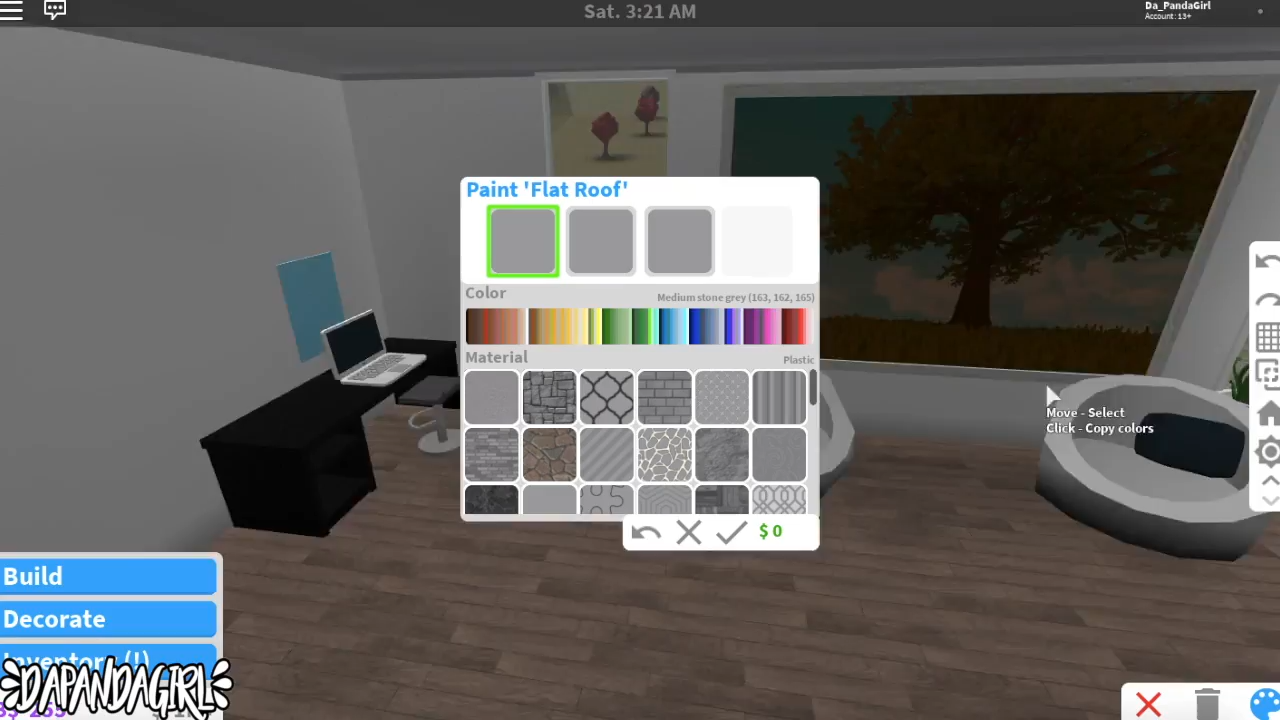 Sat. 3:21 AM
Da_PandaGirl
Account: 13+
Paint 'Flat Roof'
Color
Medium stone grey (163, 162, 165)
Material
Plastic
Move - Select
Click - Copy colors
$ 0
Build
Decorate
Inventory (!)
DAPANDAGIRL